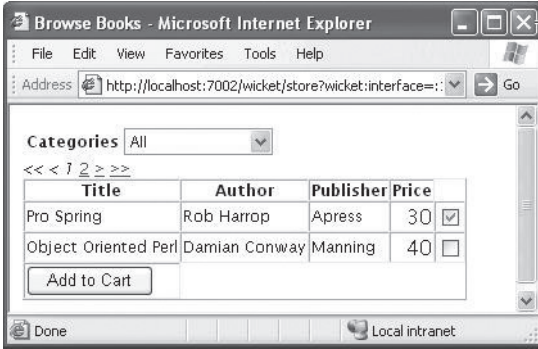 Browse Books - Microsoft Internet Explorer
File Edit View Favorites Tools Help
Address http://localhost:7002/wicket/store?wicket:interface=:: Go
Categories All
<< < 1 2 > >>
Title Author Publisher Price
Pro Spring Rob Harrop Apress 30
Object Oriented Perl Damian Conway Manning 40
Add to Cart
Done Local intranet